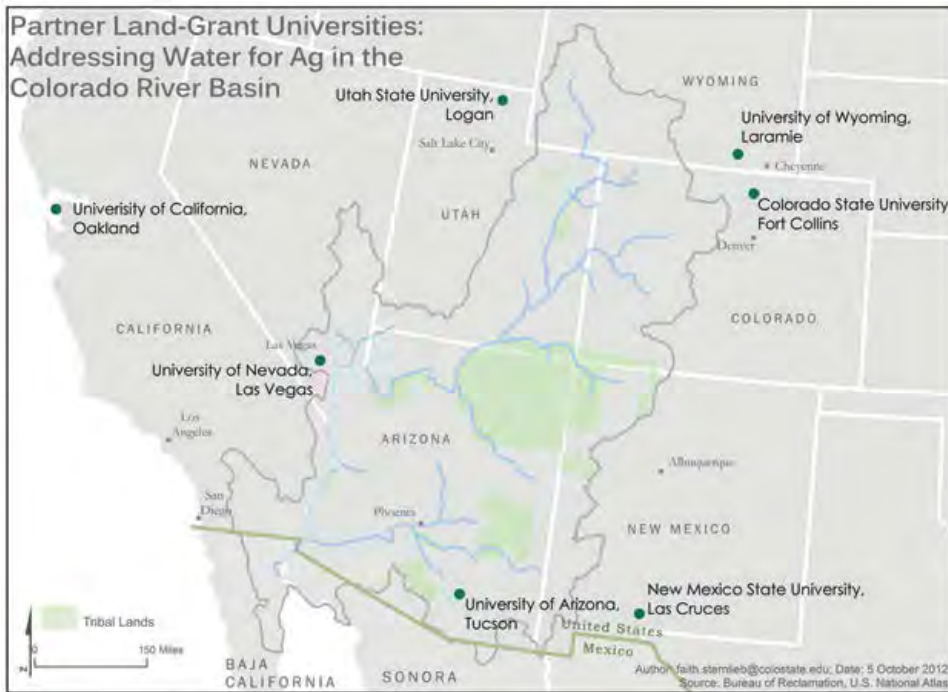 Partner Land-Grant Universities:
Addressing Water for Ag in the
Colorado River Basin
WYOMING
Utah State University,
Logan
University of Wyoming,
Laramie
Salt Lake City
Cheyenne
NEVADA
Univerisity of California,
Oakland
UTAH
Colorado State University
Fort Collins
Denver
COLORADO
CALIFORNIA
Las Vegas
University of Nevada,
Las Vegas
Los
Angeles
ARIZONA
Albuquerque
San
Diego
Phoenix
NEW MEXICO
New Mexico State University,
Las Cruces
University of Arizona,
Tucson
United States
Mexico
Tribal Lands
150 Miles
0
N
BAJA
CALIFORNIA
SONORA
Author: faith.sternlieb@colostate.edu; Date: 5 October 2012
Source: Bureau of Reclamation, U.S. National Atlas